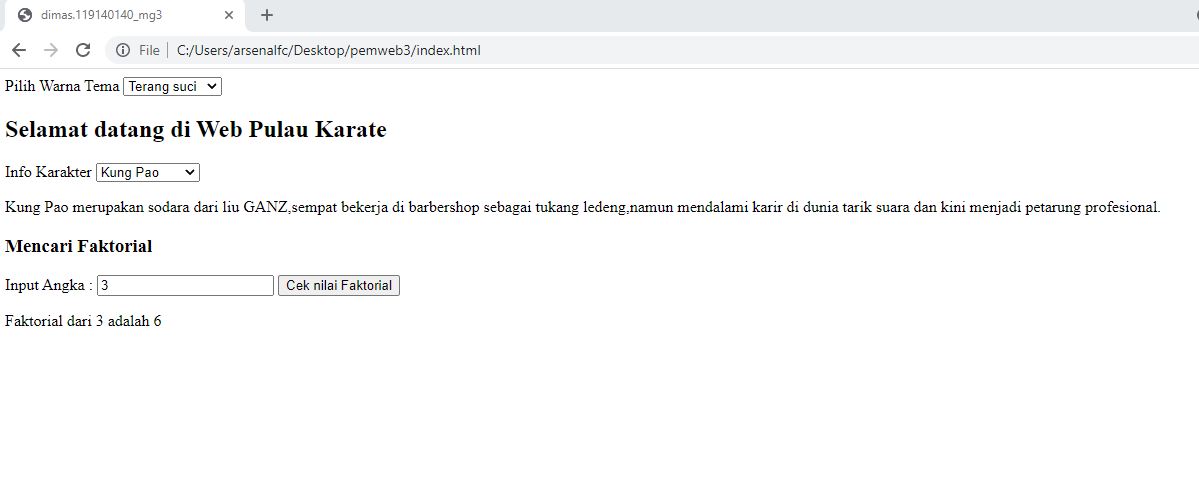 dimas.119140140_mg3
File C:/Users/arsenalfc/Desktop/pemweb3/index.html
Pilih Warna Tema Terang suci
Selamat datang di Web Pulau Karate
Info Karakter Kung Pao
Kung Pao merupakan sodara dari liu GANZ,sempat bekerja di barbershop sebagai tukang ledeng,namun mendalami karir di dunia tarik suara dan kini menjadi petarung profesional.
Mencari Faktorial
Input Angka : 3 Cek nilai Faktorial
Faktorial dari 3 adalah 6